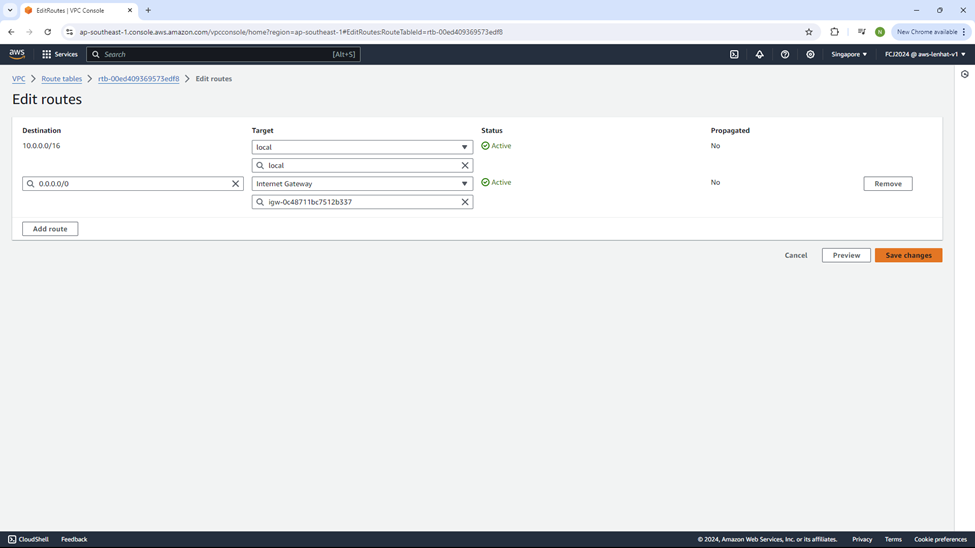 EditRoutes | VPC Console
ap-southeast-1.console.aws.amazon.com/vpcconsole/home?region=ap-southeast-1#EditRoutes:RouteTableId=rtb-00ed409369573edf8
N
New Chrome available
aws
Services
Search
[Alt+S]
Singapore
FCJ2024 @ aws-lenhat-v1
VPC
Route tables
rtb-00ed409369573edf8
Edit routes
Edit routes
Destination Target Status Propagated
10.0.0.0/16 local Active No
local
0.0.0.0/0 Internet Gateway Active No Remove
igw-0c48711bc7512b337
Add route
Cancel Preview Save changes
CloudShell Feedback © 2024, Amazon Web Services, Inc. or its affiliates. Privacy Terms Cookie preferences